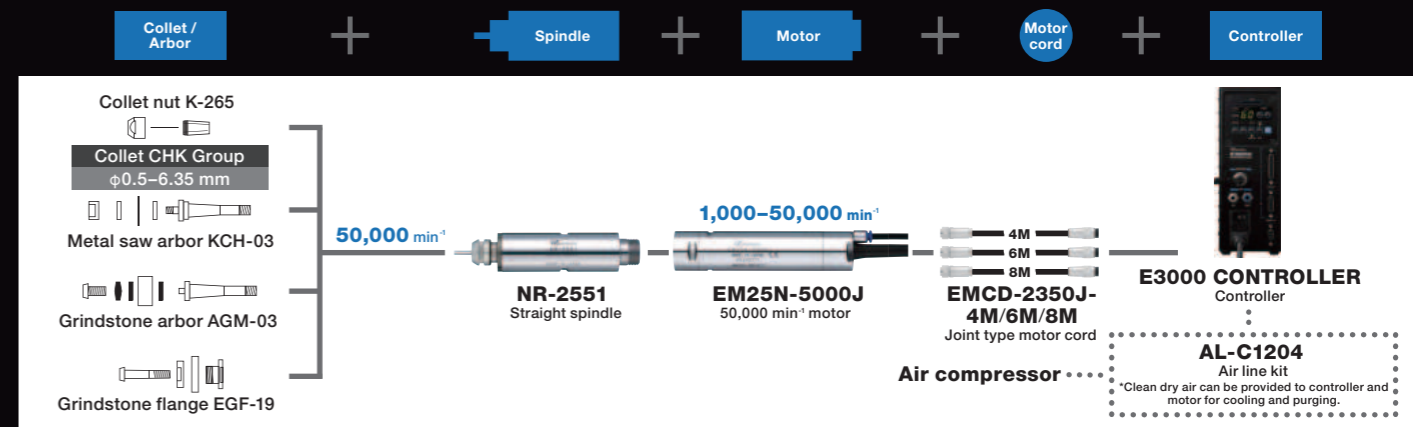 Collet /
Arbor
Spindle
Motor
Motor
cord
Controller
Collet nut K-265
Collet CHK Group
φ0.5–6.35 mm
Metal saw arbor KCH-03
Grindstone arbor AGM-03
Grindstone flange EGF-19
50,000 min⁻¹
NR-2551
Straight spindle
1,000–50,000 min⁻¹
EM25N-5000J
50,000 min⁻¹ motor
4M
6M
8M
EMCD-2350J-
4M/6M/8M
Joint type motor cord
E3000 CONTROLLER
Controller
Air compressor
AL-C1204
Air line kit
*Clean dry air can be provided to controller and
motor for cooling and purging.